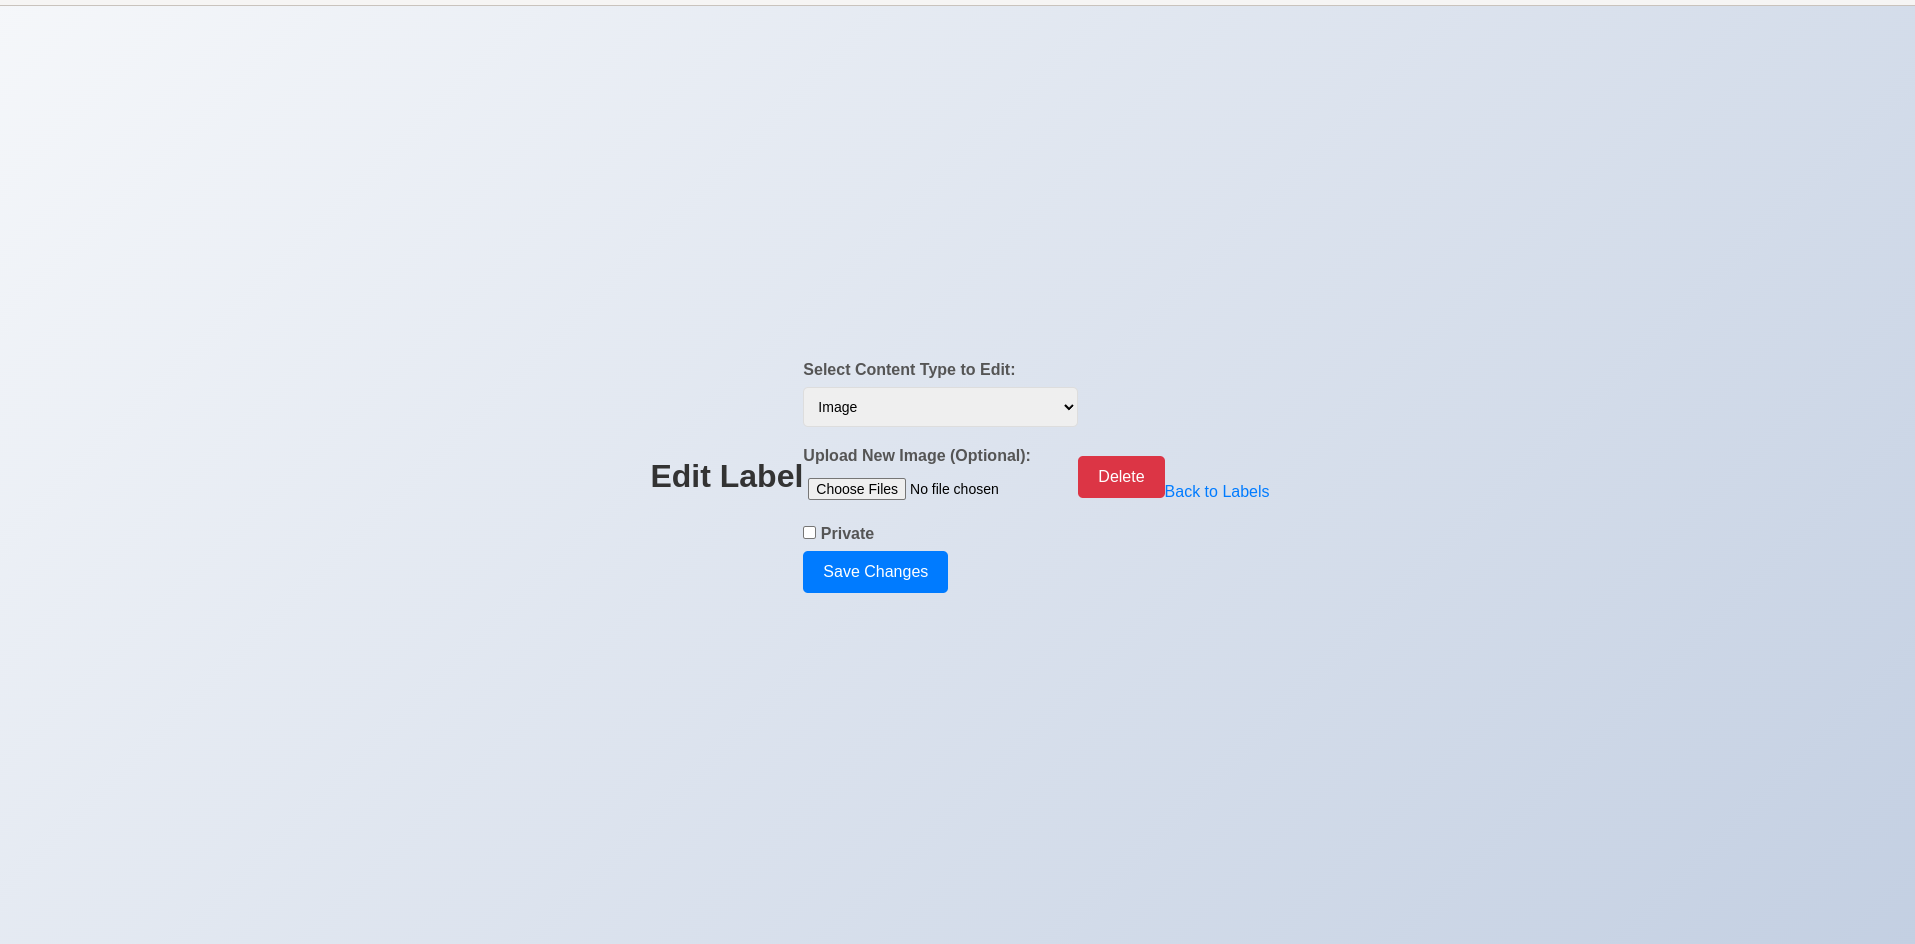 Select Content Type to Edit:
Image
Upload New Image (Optional):
Edit Label
Choose Files No file chosen
Delete
Back to Labels
Private
Save Changes